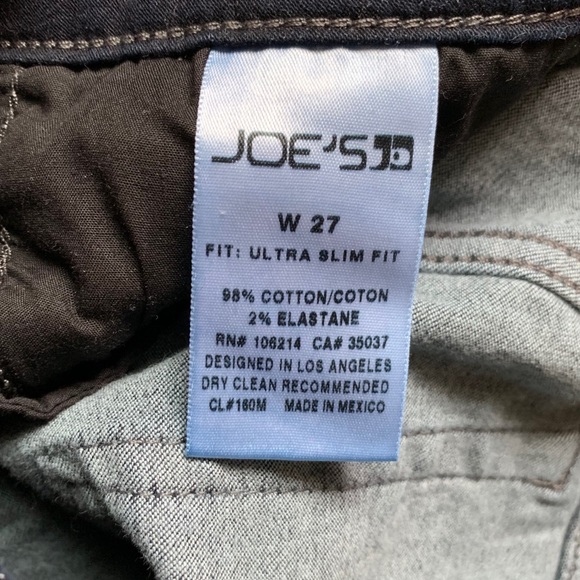 JOE'S JD
W 27
FIT: ULTRA SLIM FIT
98% COTTON/COTON
2% ELASTANE
RN# 106214 CA# 35037
DESIGNED IN LOS ANGELES
DRY CLEAN RECOMMENDED
CL#160M MADE IN MEXICO